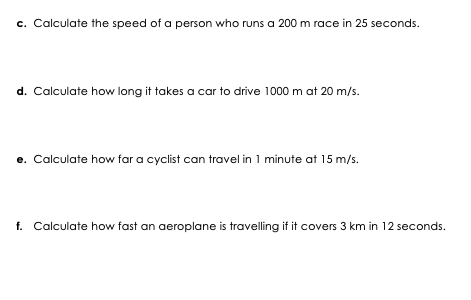 c. Calculate the speed of a person who runs a 200 m race in 25 seconds.
d. Calculate how long it takes a car to drive 1000 m at 20 m/s.
e. Calculate how far a cyclist can travel in 1 minute at 15 m/s.
f. Calculate how fast an aeroplane is travelling if it covers 3 km in 12 seconds.